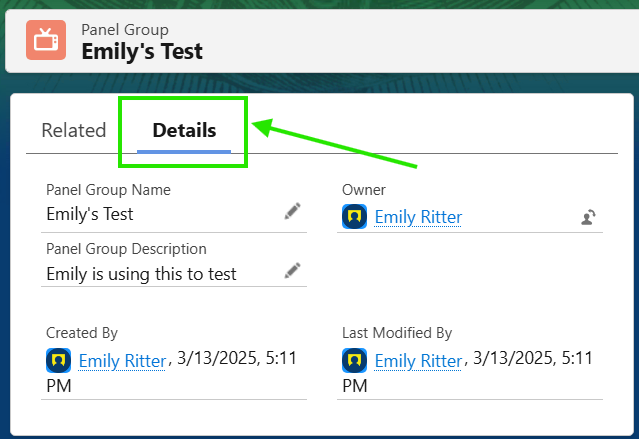 Panel Group
Emily's Test
Related
Details
Panel Group Name
Emily's Test
Owner
Emily Ritter
Panel Group Description
Emily is using this to test
Created By
Emily Ritter, 3/13/2025, 5:11
PM
Last Modified By
Emily Ritter, 3/13/2025, 5:11
PM